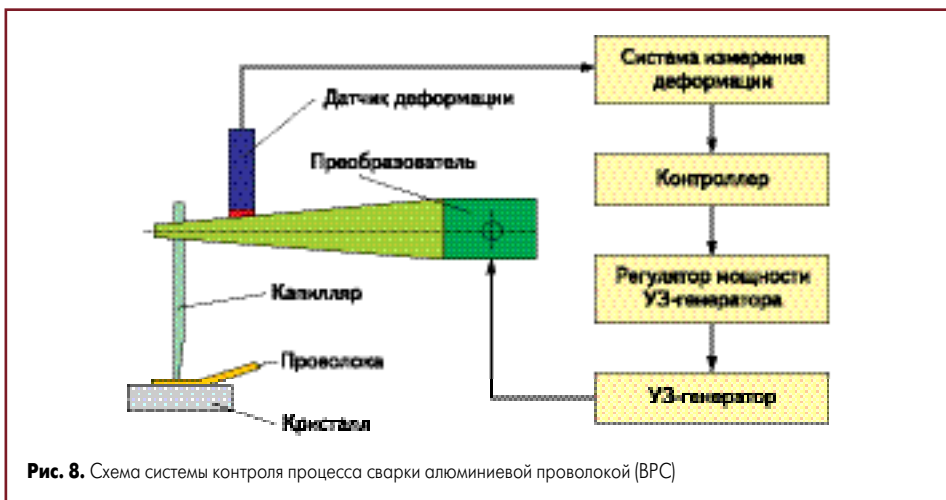 Система измерения
деформации
Датчик деформации
Преобразователь
Контроллер
Регулятор мощности
УЗ-генератора
Капилляр
Проволока
УЗ-генератор
Кристалл
Рис. 8. Схема системы контроля процесса сварки алюминиевой проволокой (BPC)